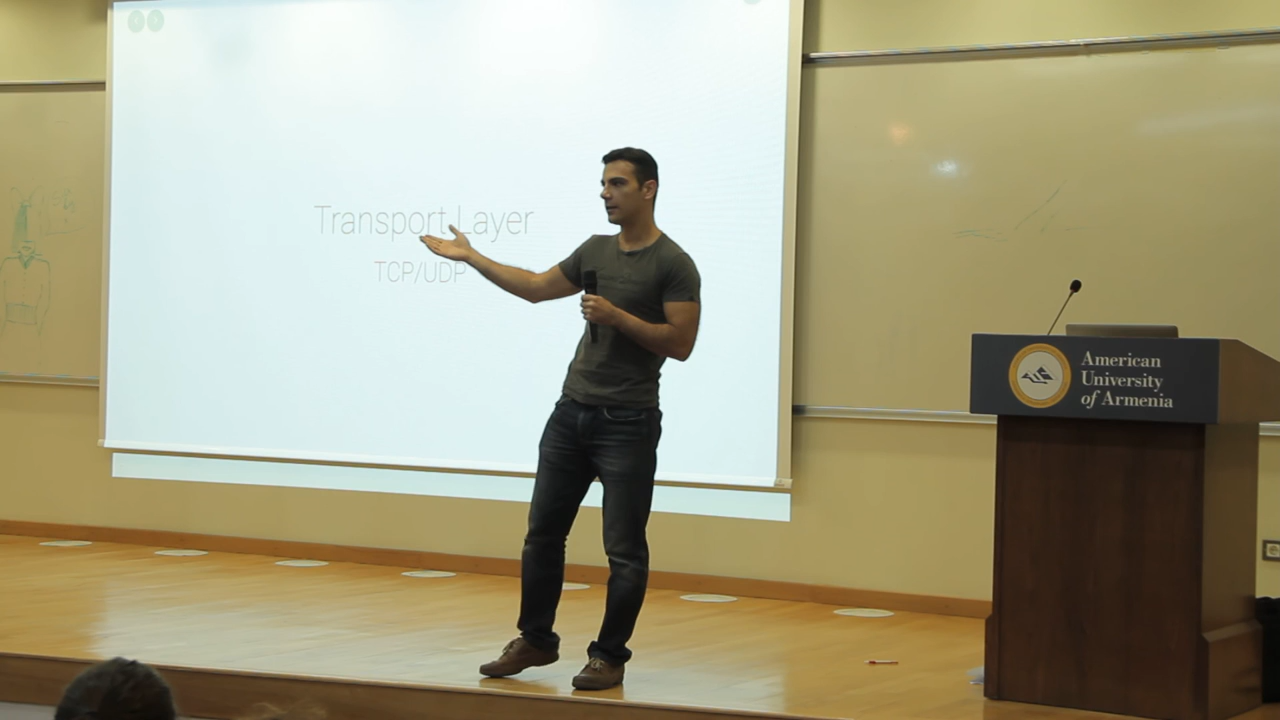 Transport Layer
TCP/UDP
American
University
of Armenia